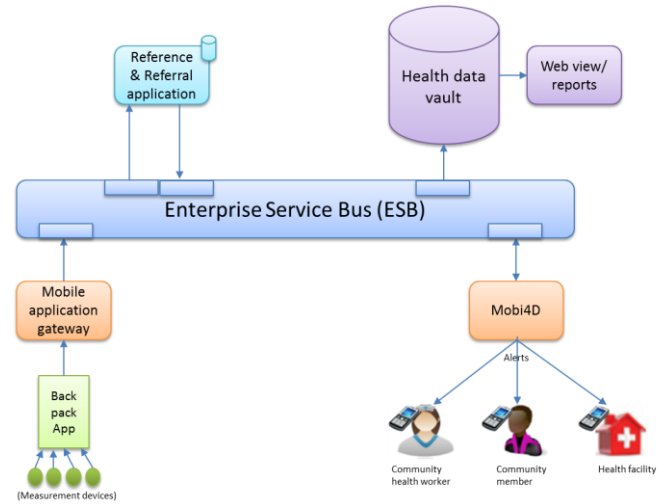 Reference
& Referral
application
Health data
vault
Web view/
reports
Enterprise Service Bus (ESB)
Mobile
application
gateway
Mobi4D
Alerts
Back
pack
App
(Measurement devices)
Community
health worker
Community
member
Health facility